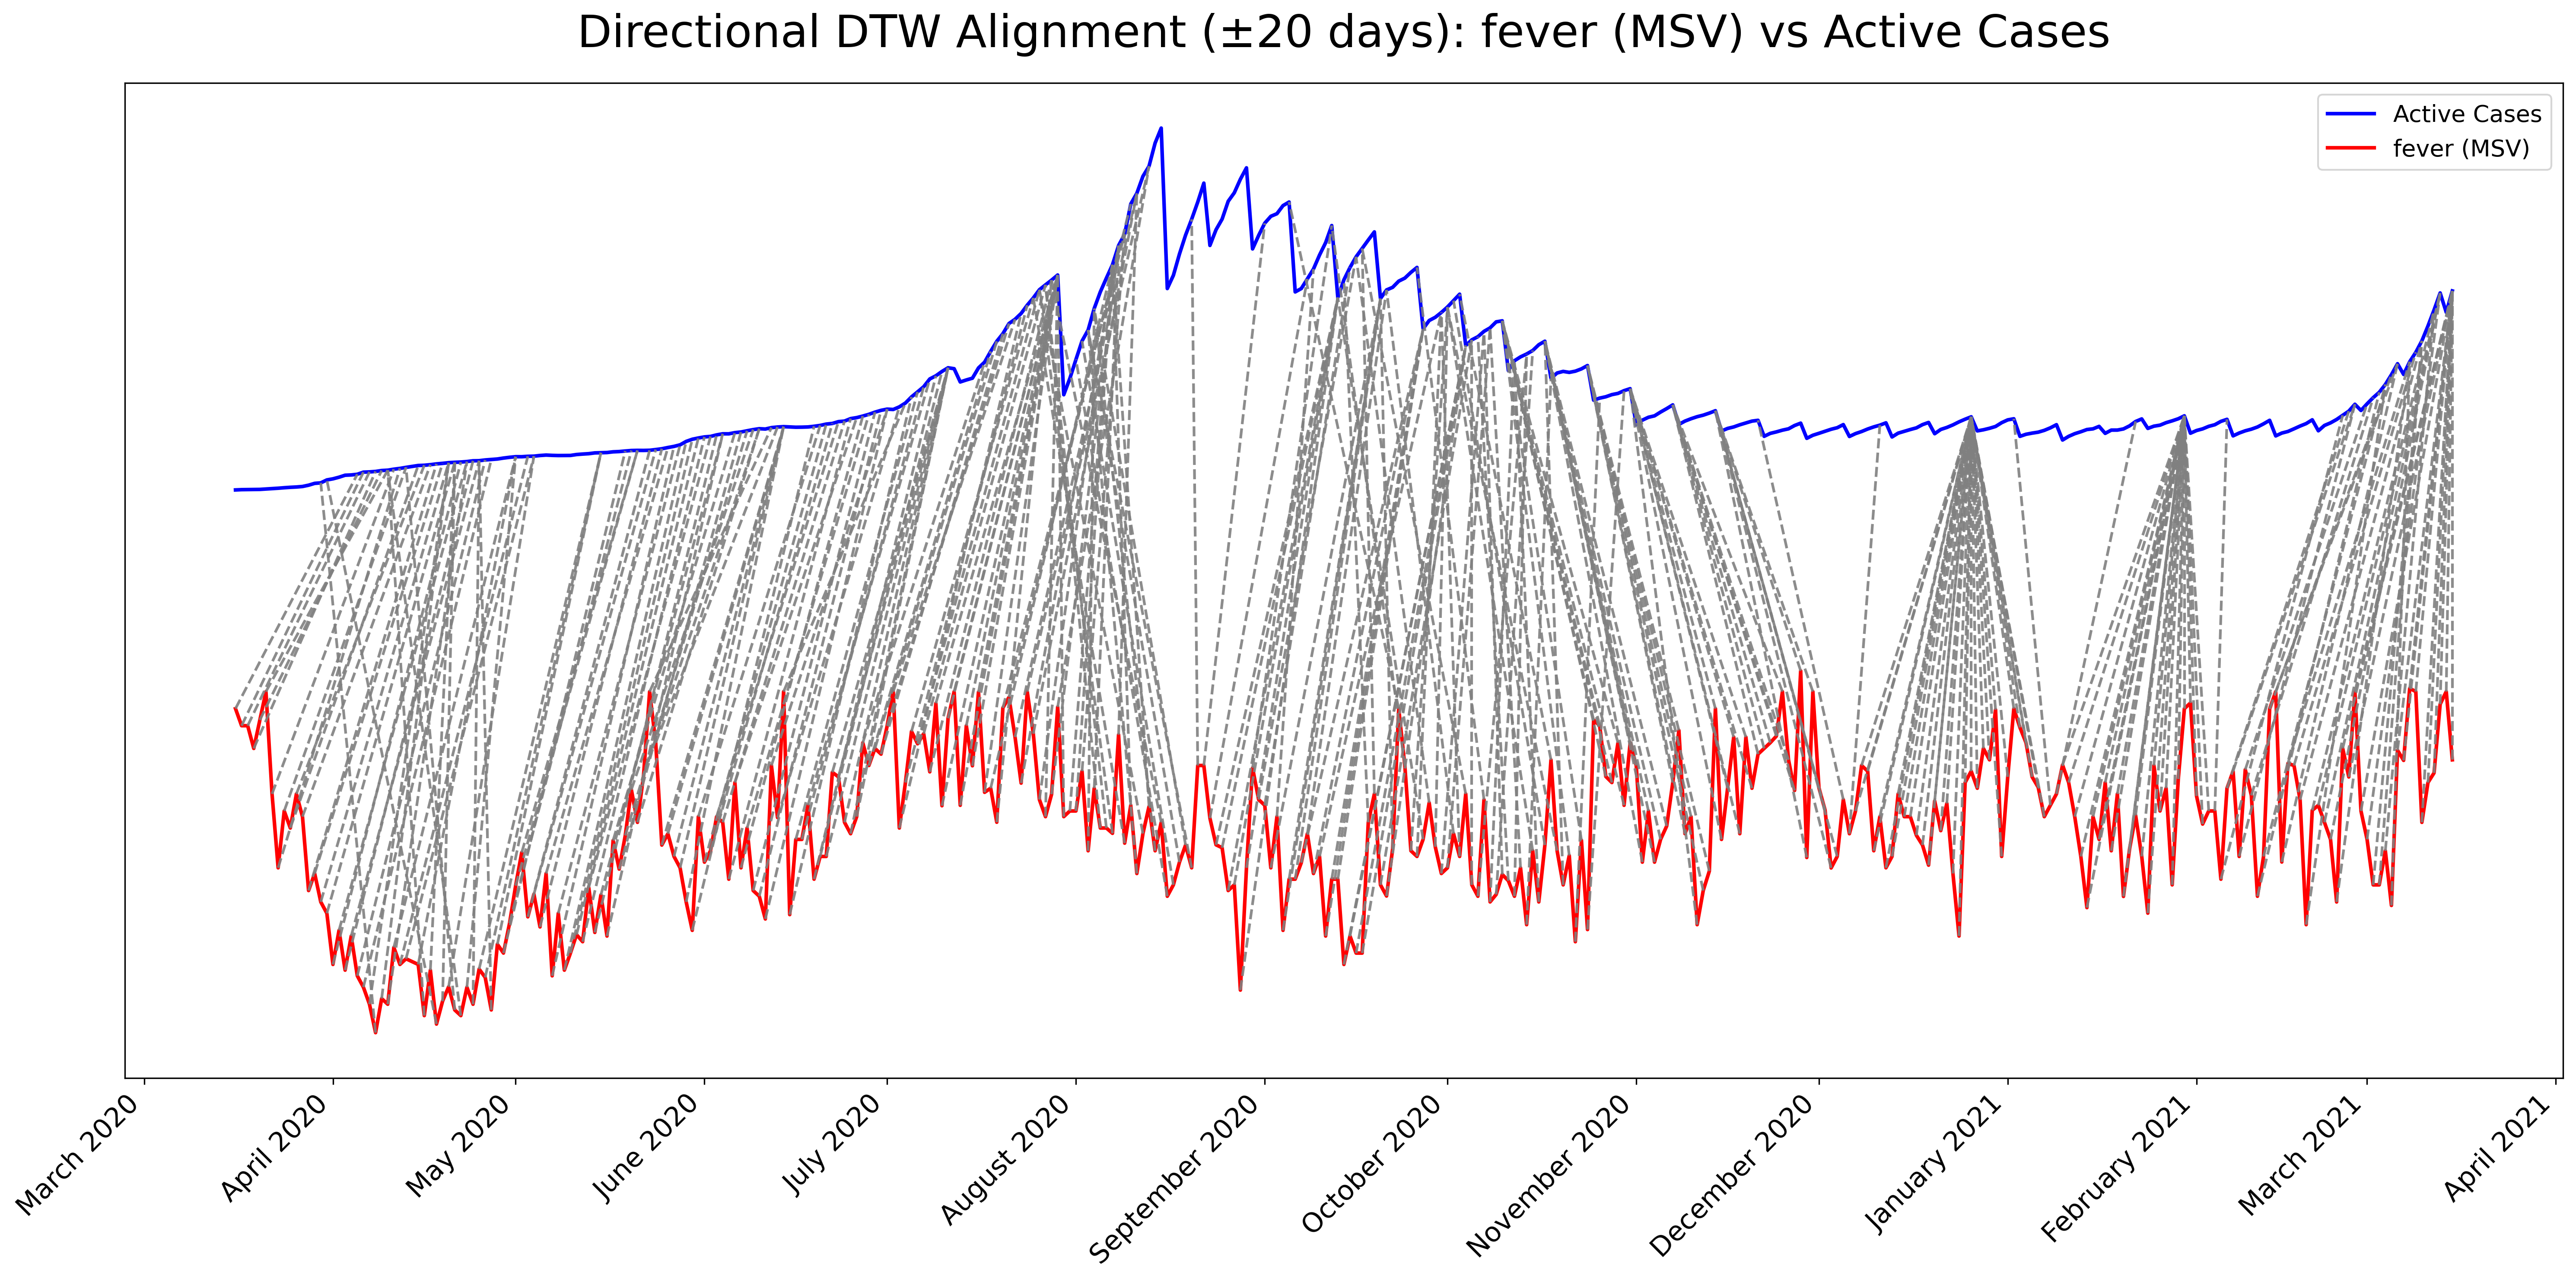 Directional DTW Alignment (±20 days): fever (MSV) vs Active Cases
Active Cases
fever (MSV)
March 2020
April 2020
May 2020
June 2020
July 2020
August 2020
September 2020
October 2020
November 2020
December 2020
January 2021
February 2021
March 2021
April 2021